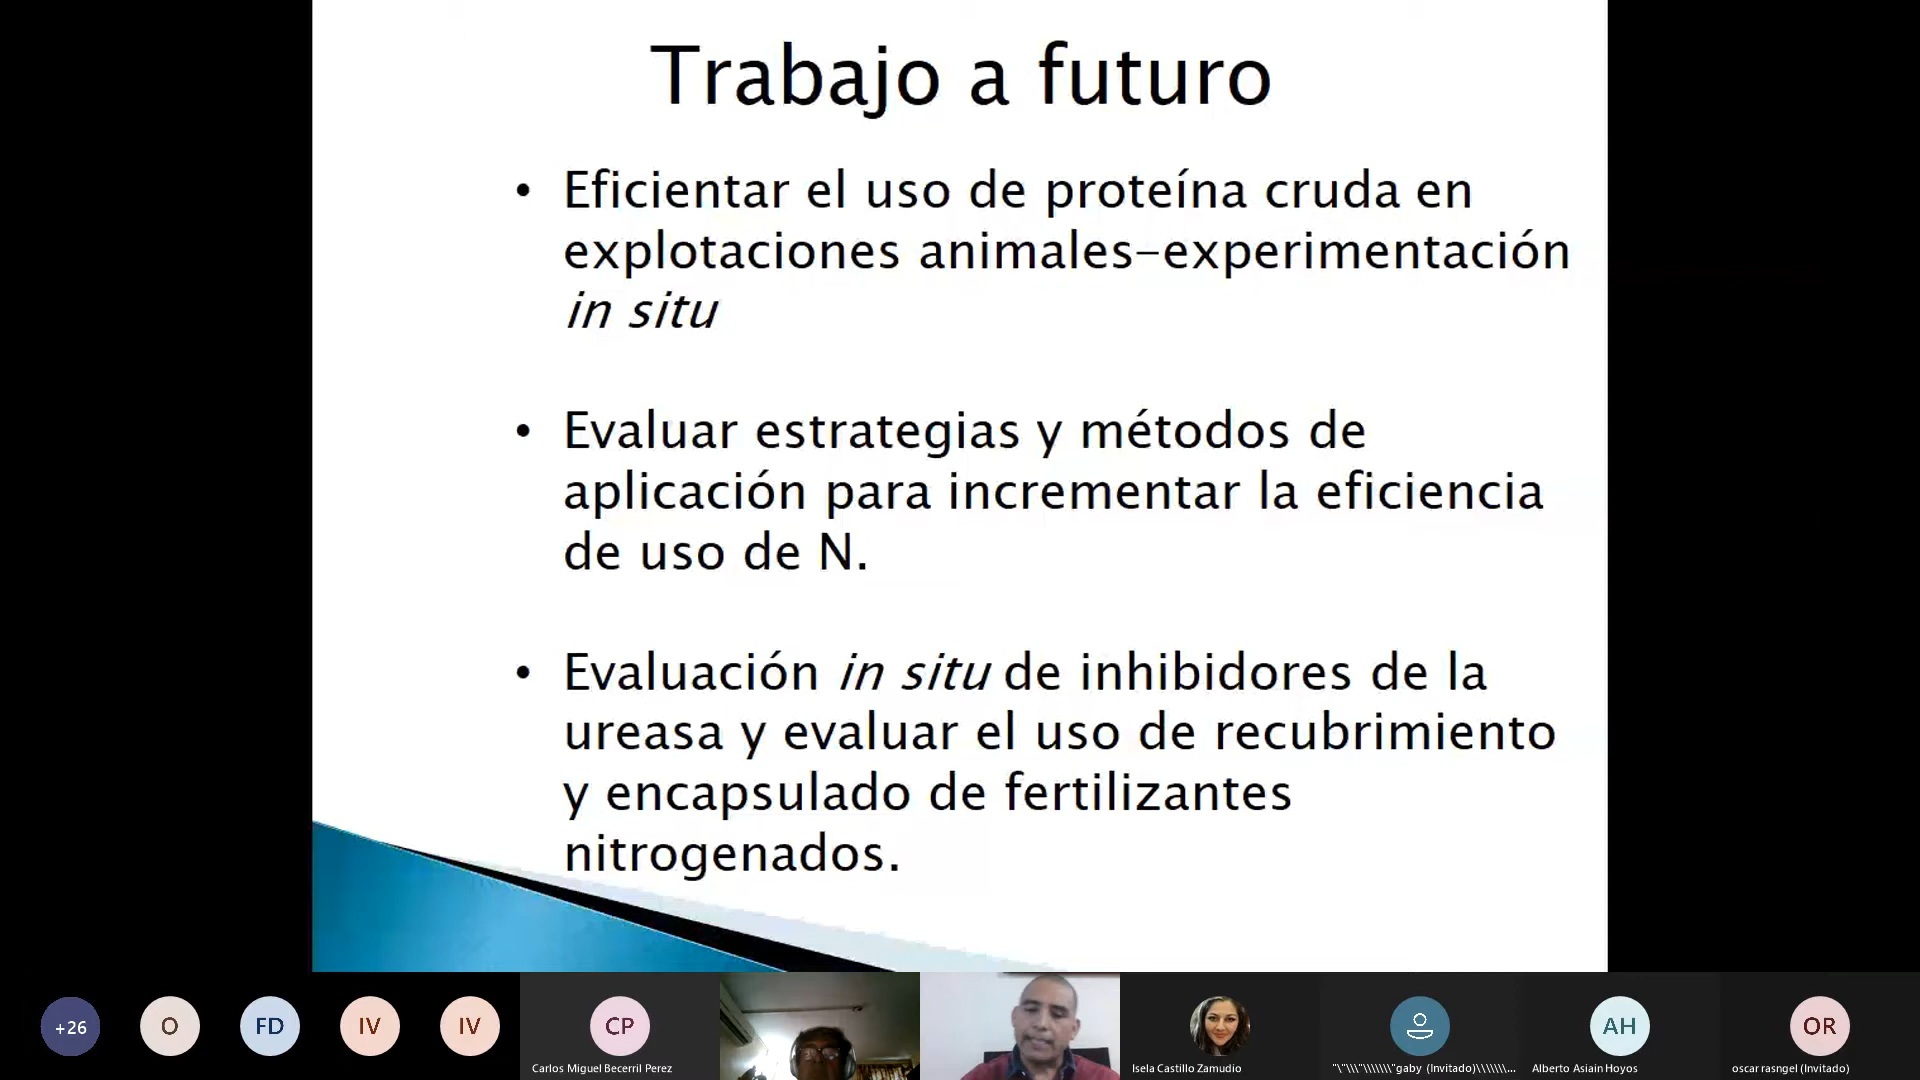 Trabajo a futuro
• Eficientar el uso de proteína cruda en
explotaciones animales-experimentación
in situ
• Evaluar estrategias y métodos de
aplicación para incrementar la eficiencia
de uso de N.
• Evaluación in situ de inhibidores de la
ureasa y evaluar el uso de recubrimiento
y encapsulado de fertilizantes
nitrogenados.
+26
O
FD
IV
IV
CP
AH
OR
Carlos Miguel Becerril Perez
Isela Castillo Zamudio
"\"\\\"\\\\\\\"gaby (Invitado)\\\\\\\...
Alberto Asiain Hoyos
oscar rasngel (Invitado)